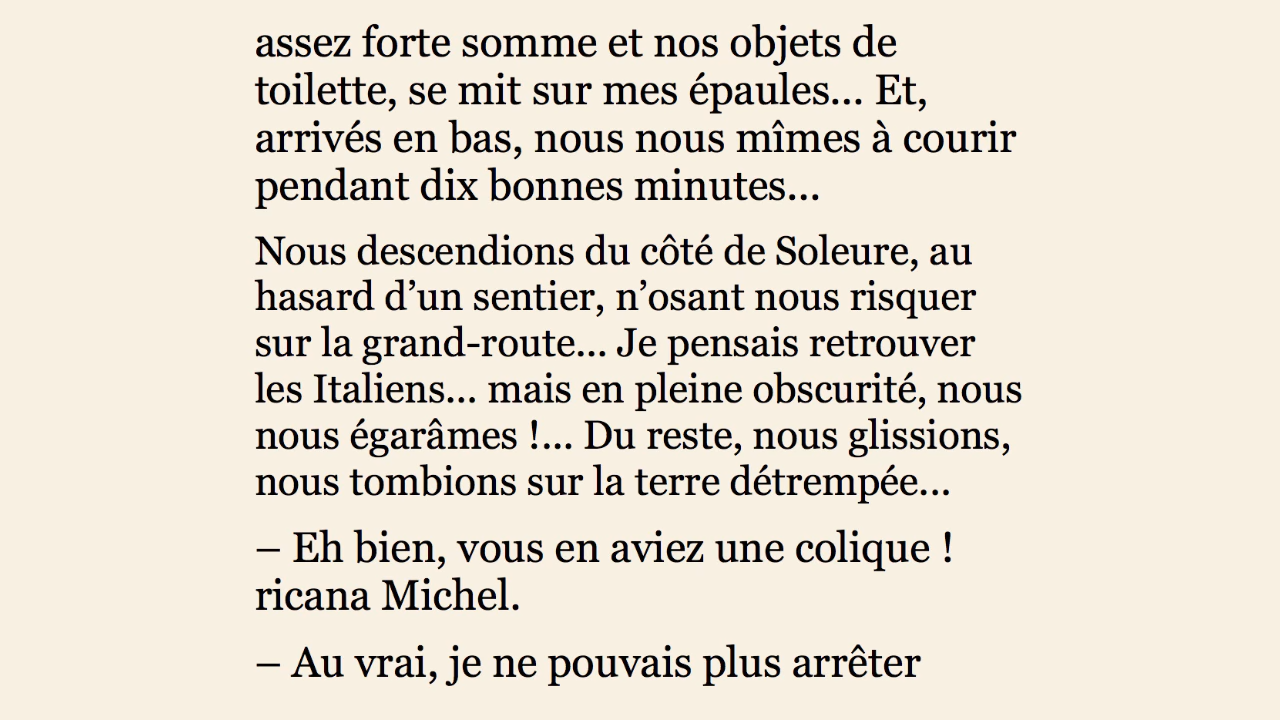 assez forte somme et nos objets de
toilette, se mit sur mes épaules… Et,
arrivés en bas, nous nous mîmes à courir
pendant dix bonnes minutes…
Nous descendions du côté de Soleure, au
hasard d’un sentier, n’osant nous risquer
sur la grand-route… Je pensais retrouver
les Italiens… mais en pleine obscurité, nous
nous égarâmes !… Du reste, nous glissions,
nous tombions sur la terre détrempée…
– Eh bien, vous en aviez une colique !
ricana Michel.
– Au vrai, je ne pouvais plus arrêter